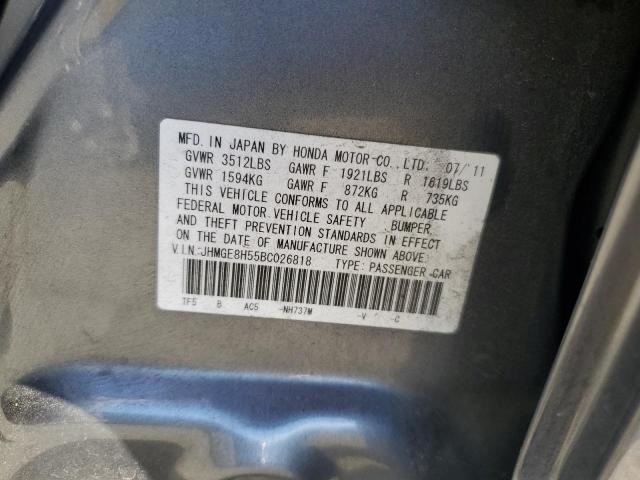 MFD. IN JAPAN BY HONDA MOTOR CO., LTD. 07/'11
GVWR 3512LBS GAWR F 1921LBS R 1619LBS
GVWR 1594KG GAWR F 872KG R 735KG
THIS VEHICLE CONFORMS TO ALL APPLICABLE
FEDERAL MOTOR VEHICLE SAFETY BUMPER
AND THEFT PREVENTION STANDARDS IN EFFECT
ON THE DATE OF MANUFACTURE SHOWN ABOVE.
V.I.N.:JHMGE8H55BC026818 TYPE: PASSENGER CAR
TF5 B AC5 -NH737M -V -C